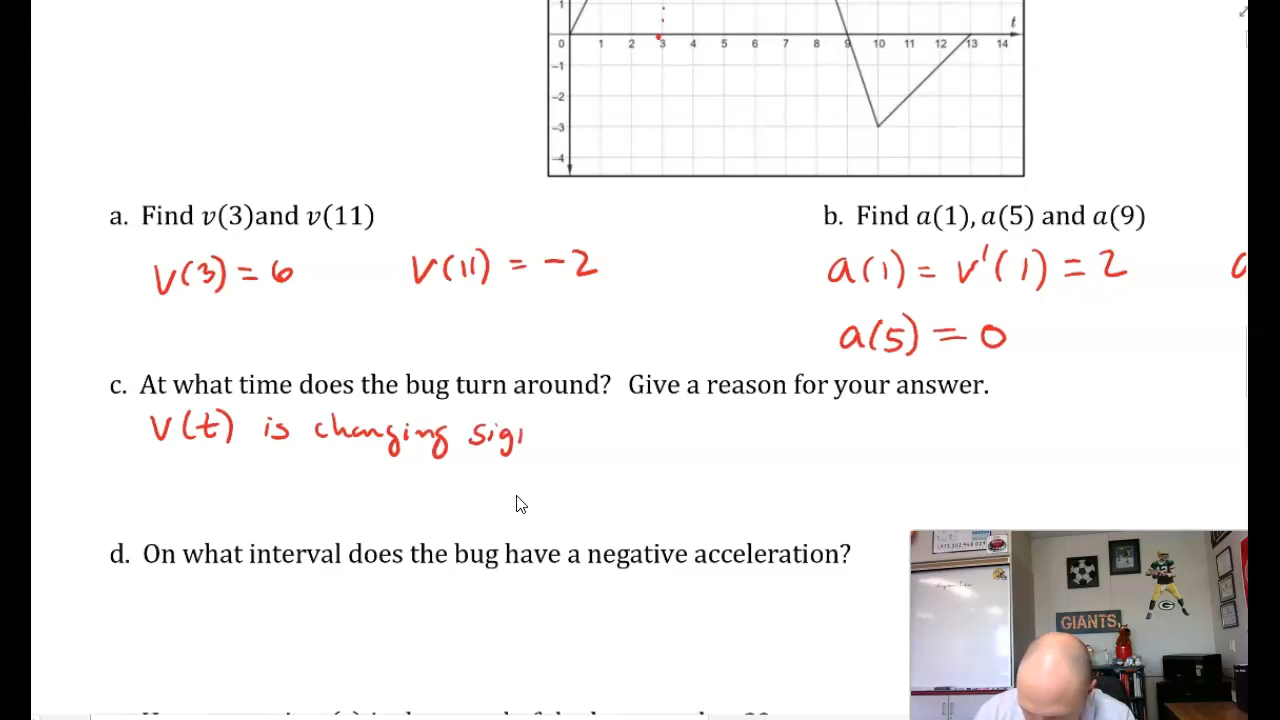 1
t
0 1 2 3 4 5 6 7 8 9 10 11 12 13 14
-1
-2
-3
-4
a. Find v(3)and v(11)
b. Find a(1), a(5) and a(9)
v(3) = 6
v(11) = -2
a(1) = v'(1) = 2
a(5) = 0
c. At what time does the bug turn around? Give a reason for your answer.
v(t) is changing sig
d. On what interval does the bug have a negative acceleration?
GIANTS
G